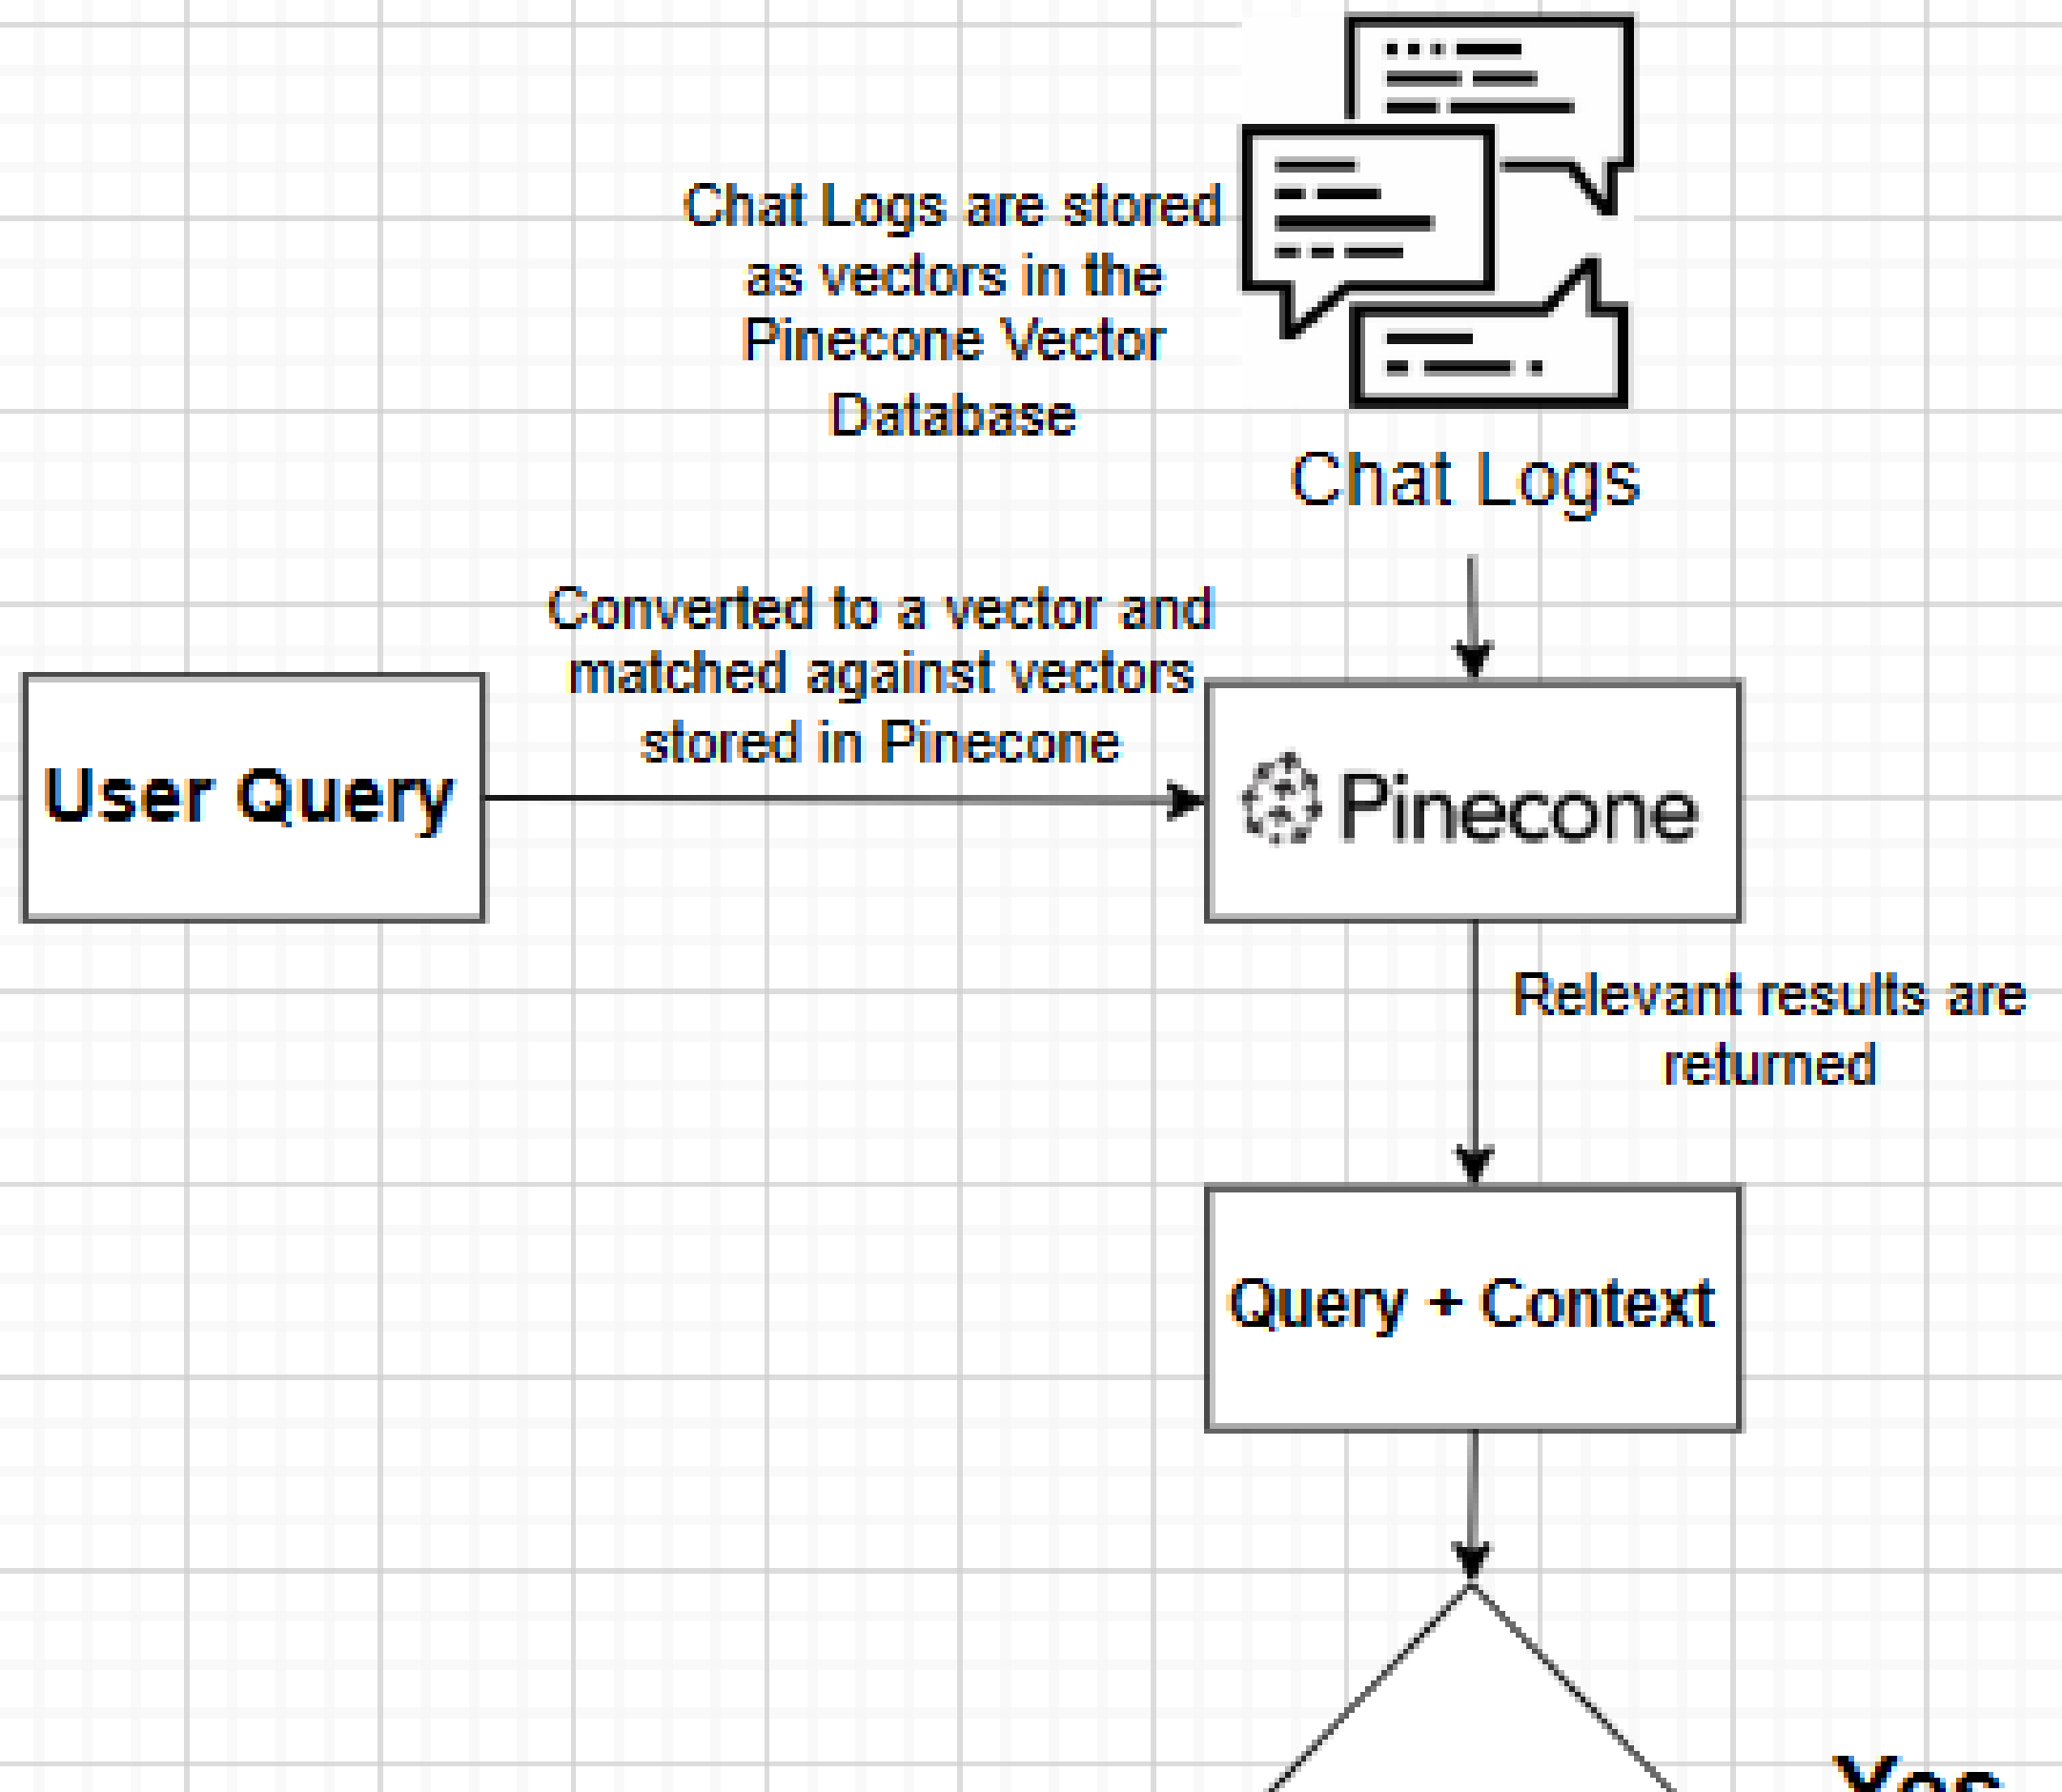 Chat Logs are stored
as vectors in the
Pinecone Vector
Database
Chat Logs
Converted to a vector and
matched against vectors
stored in Pinecone
User Query
Pinecone
Relevant results are
returned
Query + Context
Yes